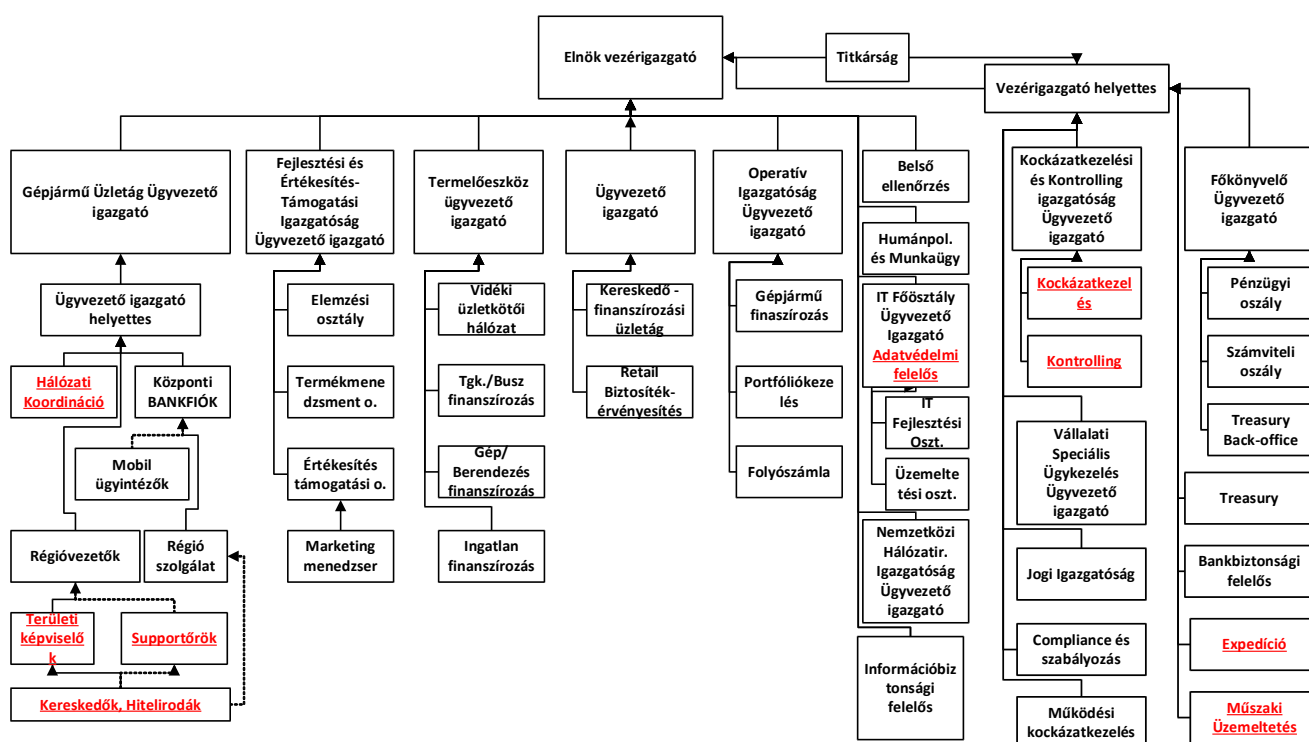 Elnök vezérigazgató
Titkárság
Vezérigazgató helyettes
Gépjármű Üzletág Ügyvezető
igazgató
Fejlesztési és
Értékesítés-
Támogatási
Igazgatóság
Ügyvezető igazgató
Termelőeszköz
ügyvezető
igazgató
Ügyvezető
igazgató
Operatív
Igazgatóság
Ügyvezető
igazgató
Belső
ellenőrzés
Kockázatkezelési
és Kontrolling
igazgatóság
Ügyvezető
igazgató
Főkönyvelő
Ügyvezető
igazgató
Humánpol.
és Munkaügy
Ügyvezető igazgató
helyettes
Elemzési
osztály
Vidéki
üzletkötői
hálózat
Kereskedő -
finanszírozási
üzletág
Gépjármű
finaszírozás
IT Főösztály
Ügyvezető
Igazgató
Adatvédelmi
felelős
Kockázatkezel
és
Pénzügyi
oszály
Hálózati
Koordináció
Központi
BANKFIÓK
Termékmene
dzsment o.
Tgk./Busz
finanszírozás
Retail
Biztosíték-
érvényesítés
Portfóliókeze
lés
Kontrolling
Számviteli
oszály
IT
Fejlesztési
Oszt.
Treasury
Back-office
Mobil
ügyintézők
Értékesítés
támogatási o.
Gép/
Berendezés
finanszírozás
Folyószámla
Üzemelte
tési oszt.
Vállalati
Speciális
Ügykezelés
Ügyvezető
igazgató
Treasury
Régióvezetők
Régió
szolgálat
Marketing
menedzser
Ingatlan
finanszírozás
Nemzetközi
Hálózatir.
Igazgatóság
Ügyvezető
igazgató
Jogi Igazgatóság
Bankbiztonsági
felelős
Területi
képviselő
k
Supportőrök
Információbiz
tonsági
felelős
Compliance és
szabályozás
Expedíció
Kereskedők, Hitelirodák
Működési
kockázatkezelés
Műszaki
Üzemeltetés